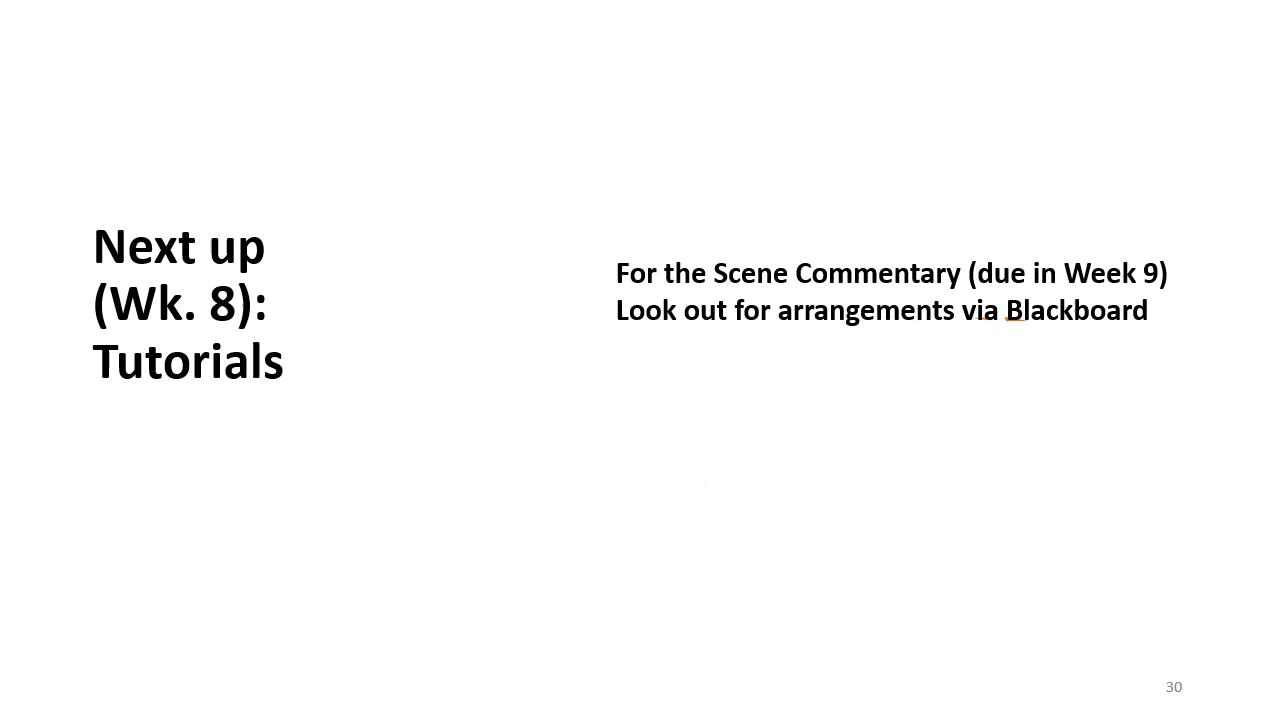 Next up
(Wk. 8):
Tutorials
For the Scene Commentary (due in Week 9)
Look out for arrangements via Blackboard
30